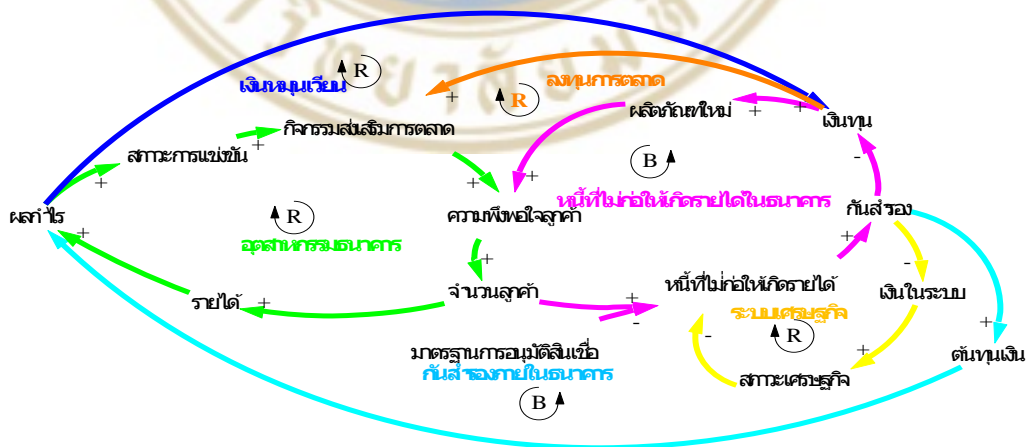 วิทยาลัยม
R
เงินหมุนเวียน
ลงทุนการตลาด
+
R
ผลิตภัณฑ์ใหม่
+
+
เงินทุน
กิจกรรมส่งเสริมการตลาด
+
สภาวะการแข่งขัน
+
+
+
B
-
ผลกำไร
+
R
ความพึงพอใจลูกค้า
หนี้ที่ไม่ก่อให้เกิดรายได้ในธนาคาร
กันสำรอง
+
อุตสาหกรรมธนาคาร
+
-
รายได้
+
จำนวนลูกค้า
+
หนี้ที่ไม่ก่อให้เกิดรายได้
เงินในระบบ
-
ระบบเศรษฐกิจ
+
-
R
+
ต้นทุนเงิน
มาตรฐานการอนุมัติสินเชื่อ
กันสำรองภายในธนาคาร
สภาวะเศรษฐกิจ
B